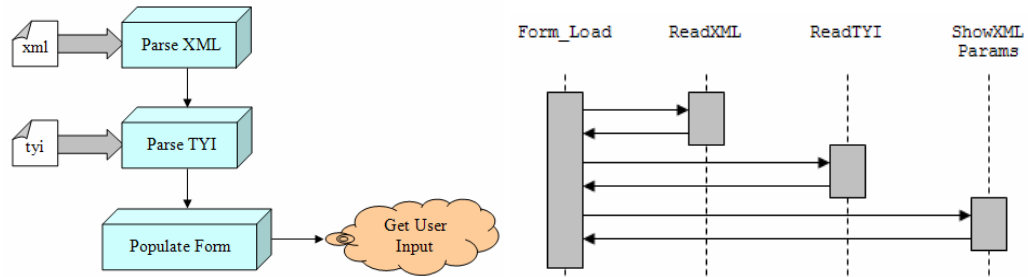 xml
Parse XML
tyi
Parse TYI
Populate Form
Get User
Input
Form_Load
ReadXML
ReadTYI
ShowXML
Params